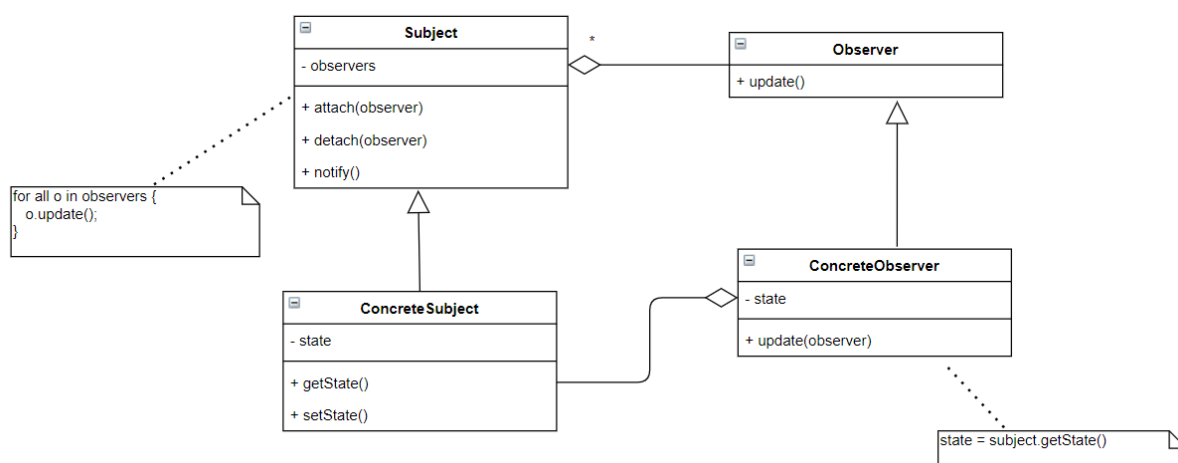 Subject
- observers
+ attach(observer)
+ detach(observer)
+ notify()
*
Observer
+ update()
for all o in observers {
o.update();
}
ConcreteSubject
- state
+ getState()
+ setState()
ConcreteObserver
- state
+ update(observer)
state = subject.getState()